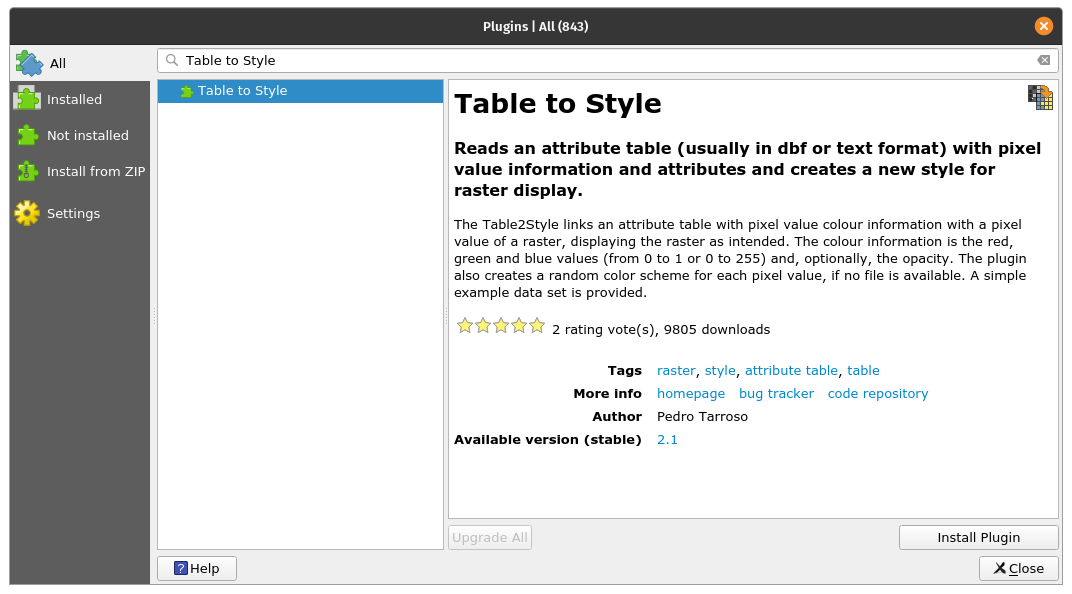 Plugins | All (843)
All
Installed
Not installed
Install from ZIP
Settings
Table to Style
Table to Style
Table to Style
Reads an attribute table (usually in dbf or text format) with pixel
value information and attributes and creates a new style for
raster display.
The Table2Style links an attribute table with pixel value colour information with a pixel
value of a raster, displaying the raster as intended. The colour information is the red,
green and blue values (from 0 to 1 or 0 to 255) and, optionally, the opacity. The plugin
also creates a random color scheme for each pixel value, if no file is available. A simple
example data set is provided.
2 rating vote(s), 9805 downloads
Tags raster, style, attribute table, table
More info homepage bug tracker code repository
Author Pedro Tarroso
Available version (stable) 2.1
Upgrade All
Install Plugin
? Help
Close